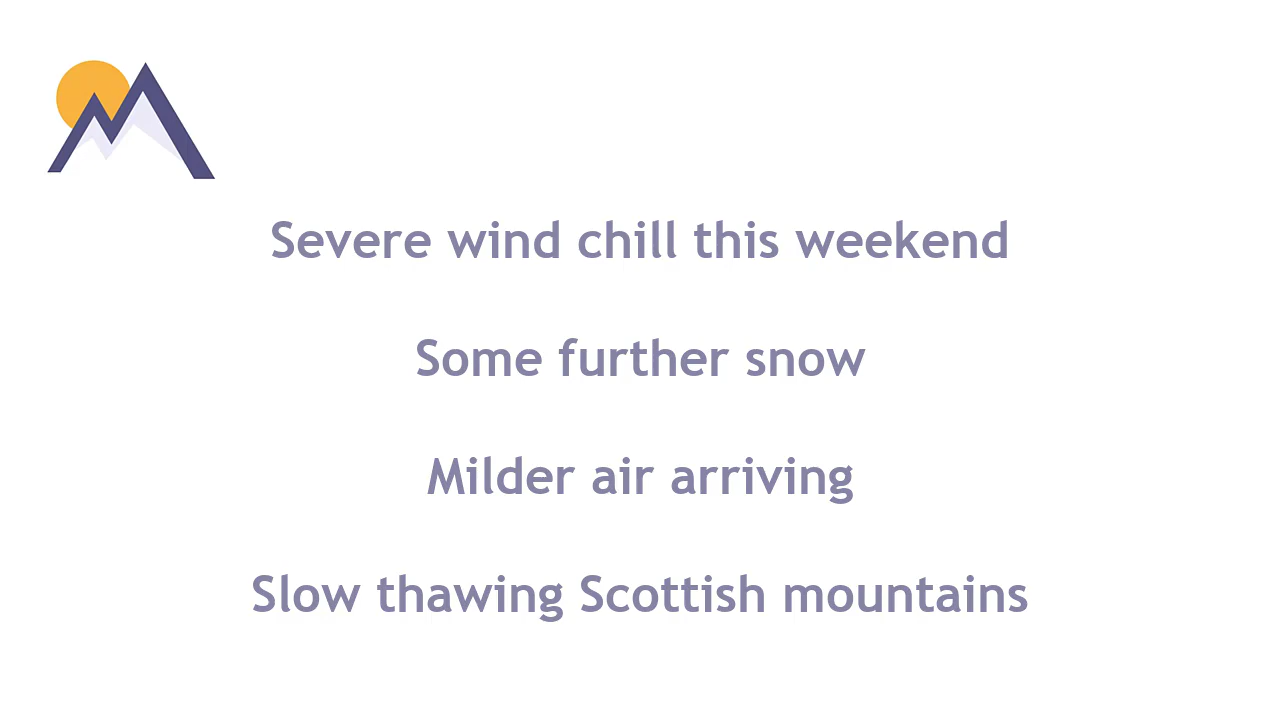 Severe wind chill this weekend
Some further snow
Milder air arriving
Slow thawing Scottish mountains